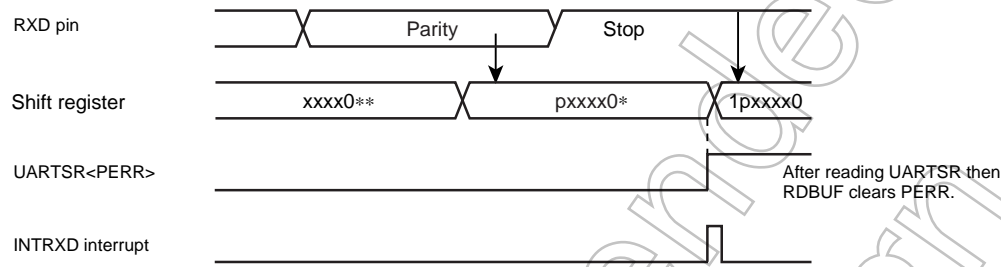 RXD pin
Parity
Stop
Shift register
xxxx0**
pxxxx0*
1pxxxx0
UARTSR<PERR>
After reading UARTSR then
RDBUF clears PERR.
INTRXD interrupt